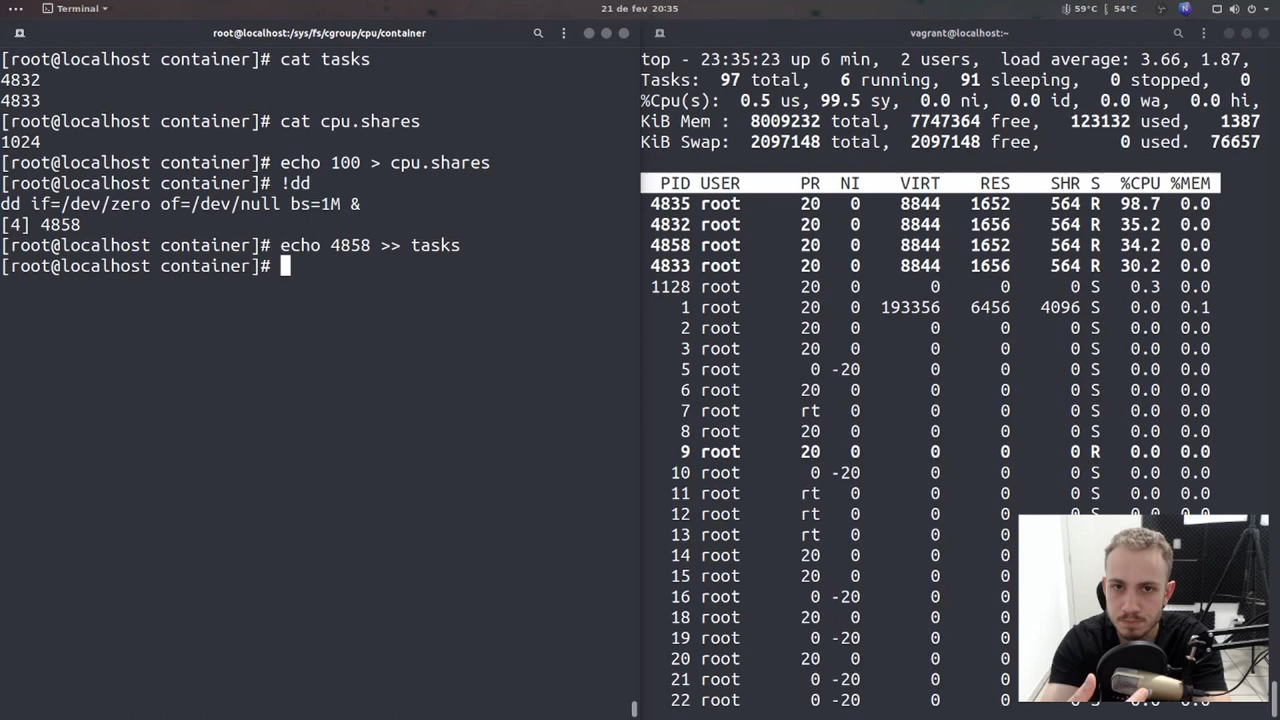 Terminal
21 de fev 20:35
59°C 54°C
N
root@localhost:/sys/fs/cgroup/cpu/container
[root@localhost container]# cat tasks
4832
4833
[root@localhost container]# cat cpu.shares
1024
[root@localhost container]# echo 100 > cpu.shares
[root@localhost container]# !dd
dd if=/dev/zero of=/dev/null bs=1M &
[4] 4858
[root@localhost container]# echo 4858 >> tasks
[root@localhost container]#
vagrant@localhost:~
top - 23:35:23 up 6 min, 2 users, load average: 3.66, 1.87,
Tasks: 97 total, 6 running, 91 sleeping, 0 stopped, 0
%Cpu(s): 0.5 us, 99.5 sy, 0.0 ni, 0.0 id, 0.0 wa, 0.0 hi,
KiB Mem : 8009232 total, 7747364 free, 123132 used, 1387
KiB Swap: 2097148 total, 2097148 free, 0 used. 76657
PID USER PR NI VIRT RES SHR S %CPU %MEM
4835 root 20 0 8844 1652 564 R 98.7 0.0
4832 root 20 0 8844 1656 564 R 35.2 0.0
4858 root 20 0 8844 1652 564 R 34.2 0.0
4833 root 20 0 8844 1656 564 R 30.2 0.0
1128 root 20 0 0 0 0 S 0.3 0.0
1 root 20 0 193356 6456 4096 S 0.0 0.1
2 root 20 0 0 0 0 S 0.0 0.0
3 root 20 0 0 0 0 S 0.0 0.0
5 root 0 -20 0 0 0 S 0.0 0.0
6 root 20 0 0 0 0 S 0.0 0.0
7 root rt 0 0 0 0 S 0.0 0.0
8 root 20 0 0 0 0 S 0.0 0.0
9 root 20 0 0 0 0 R 0.0 0.0
10 root 0 -20 0 0 0 S 0.0 0.0
11 root rt 0 0 0 0 S 0.0 0.0
12 root rt 0 0 0
13 root rt 0 0 0
14 root 20 0 0 0
15 root 20 0 0 0
16 root 0 -20 0 0
18 root 20 0 0 0
19 root 0 -20 0 0
20 root 20 0 0 0
21 root 0 -20 0 0
22 root 0 -20 0 0